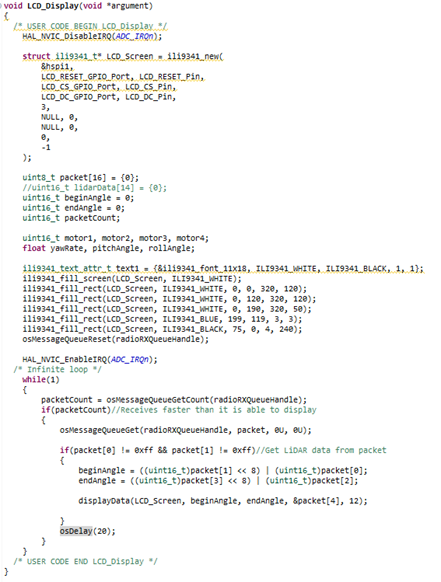 void LCD_Display(void *argument)
{
/* USER CODE BEGIN LCD_Display */
HAL_NVIC_DisableIRQ(ADC_IRQn);
struct ili9341_t* LCD_Screen = ili9341_new(
&hspi1,
LCD_RESET_GPIO_Port, LCD_RESET_Pin,
LCD_CS_GPIO_Port, LCD_CS_Pin,
LCD_DC_GPIO_Port, LCD_DC_Pin,
3,
NULL, 0,
NULL, 0,
0,
-1
);
uint8_t packet[16] = {0};
//uint16_t lidarData[14] = {0};
uint16_t beginAngle = 0;
uint16_t endAngle = 0;
uint16_t packetCount;
uint16_t motor1, motor2, motor3, motor4;
float yawRate, pitchAngle, rollAngle;
ili9341_text_attr_t text1 = {&ili9341_font_11x18, ILI9341_WHITE, ILI9341_BLACK, 1, 1};
ili9341_fill_screen(LCD_Screen, ILI9341_WHITE);
ili9341_fill_rect(LCD_Screen, ILI9341_WHITE, 0, 0, 320, 120);
ili9341_fill_rect(LCD_Screen, ILI9341_WHITE, 0, 120, 320, 120);
ili9341_fill_rect(LCD_Screen, ILI9341_WHITE, 0, 190, 320, 50);
ili9341_fill_rect(LCD_Screen, ILI9341_BLUE, 199, 119, 3, 3);
ili9341_fill_rect(LCD_Screen, ILI9341_BLACK, 75, 0, 4, 240);
osMessageQueueReset(radioRXQueueHandle);
HAL_NVIC_EnableIRQ(ADC_IRQn);
/* Infinite loop */
while(1)
{
packetCount = osMessageQueueGetCount(radioRXQueueHandle);
if(packetCount)//Receives faster than it is able to display
{
osMessageQueueGet(radioRXQueueHandle, packet, 0U, 0U);
if(packet[0] != 0xff && packet[1] != 0xff)//Get LiDAR data from packet
{
beginAngle = ((uint16_t)packet[1] << 8) | (uint16_t)packet[0];
endAngle = ((uint16_t)packet[3] << 8) | (uint16_t)packet[2];
displayData(LCD_Screen, beginAngle, endAngle, &packet[4], 12);
}
osDelay(20);
}
}
/* USER CODE END LCD_Display */
}